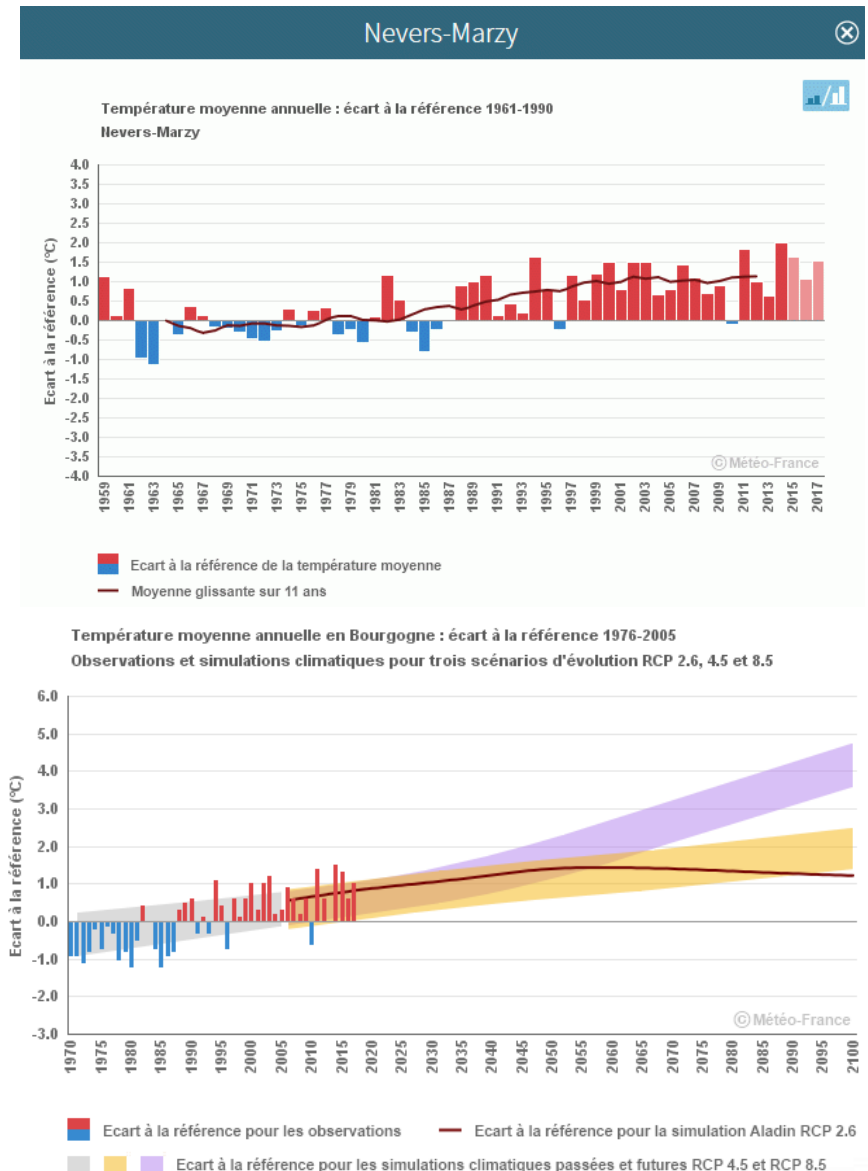 Nevers-Marzy
Température moyenne annuelle : écart à la référence 1961-1990
Nevers-Marzy
4.0
3.5
3.0
2.5
2.0
1.5
1.0
0.5
0.0
-0.5
-1.0
-1.5
-2.0
-2.5
-3.0
-3.5
-4.0
Ecart à la référence (°C)
© Météo-France
1959 1961 1963 1965 1967 1969 1971 1973 1975 1977 1979 1981 1983 1985 1987 1989 1991 1993 1995 1997 1999 2001 2003 2005 2007 2009 2011 2013 2015 2017
Ecart à la référence de la température moyenne
Moyenne glissante sur 11 ans
Température moyenne annuelle en Bourgogne : écart à la référence 1976-2005
Observations et simulations climatiques pour trois scénarios d'évolution RCP 2.6, 4.5 et 8.5
6.0
5.0
4.0
3.0
2.0
1.0
0.0
-1.0
-2.0
-3.0
Ecart à la référence (°C)
© Météo-France
1970 1975 1980 1985 1990 1995 2000 2005 2010 2015 2020 2025 2030 2035 2040 2045 2050 2055 2060 2065 2070 2075 2080 2085 2090 2095 2100
Ecart à la référence pour les observations
Ecart à la référence pour la simulation Aladin RCP 2.6
Ecart à la référence pour les simulations climatiques passées et futures RCP 4.5 et RCP 8.5